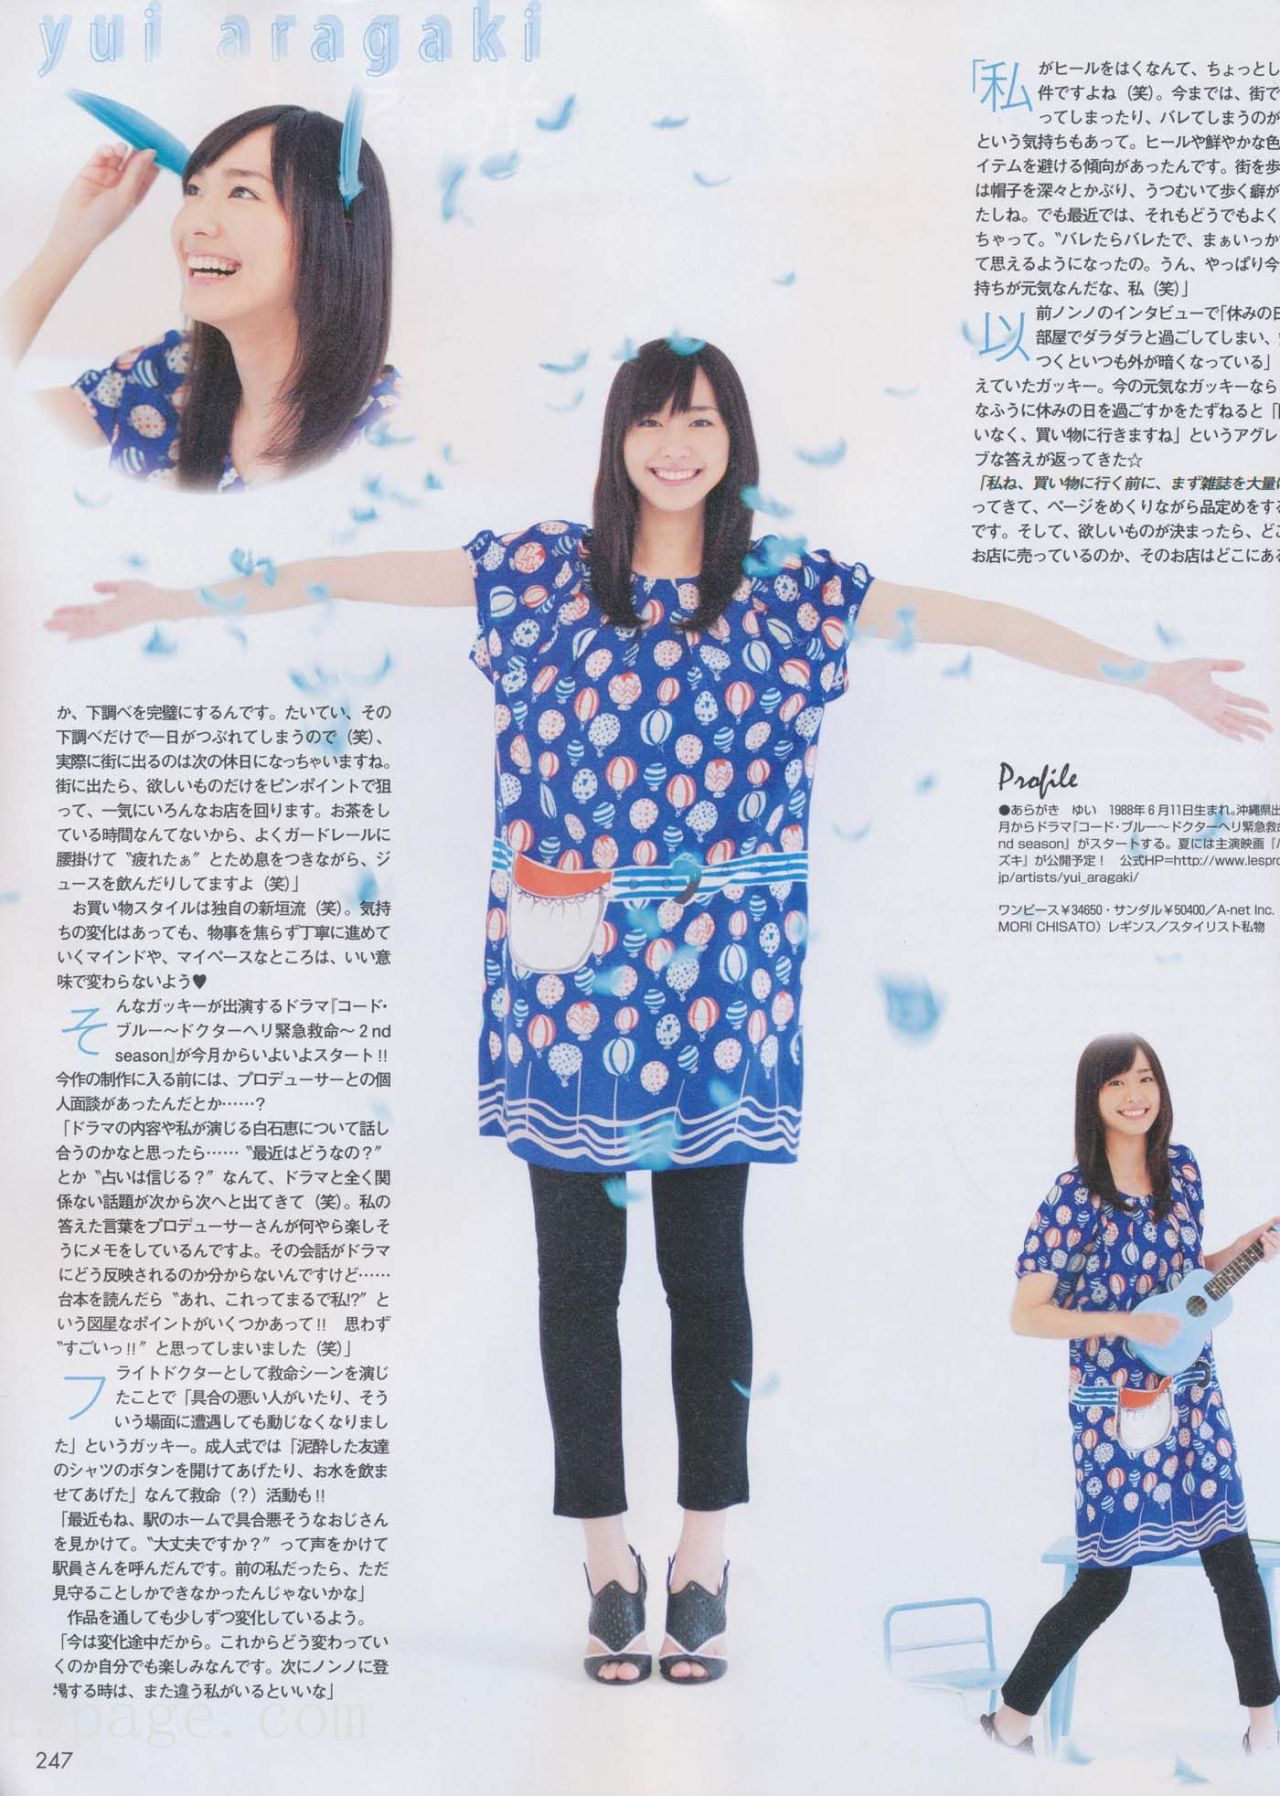 yui aragaki
「私がヒールをはくなんて、ちょっとし
件ですよね（笑）。今までは、街で
ってしまったり、バレてしまうのが
という気持ちもあって。ヒールや鮮やかな色
イテムを避ける傾向があったんです。街を歩
は帽子を深々とかぶり、うつむいて歩く癖が
たしね。でも最近では、それもどうでもよく
ちゃって。〝バレたらバレたで、まぁいっか
て思えるようになったの。うん、やっぱり今
持ちが元気なんだな、私（笑）」
以前ノンノのインタビューで「休みの日
部屋でダラダラと過ごしてしまい、
つくといつも外が暗くなっている」
えていたガッキー。今の元気なガッキーなら
なふうに休みの日を過ごすかをたずねると
いなく、買い物に行きますね」というアグレ
ブな答えが返ってきた☆
「私ね、買い物に行く前に、まず雑誌を大量に
ってきて、ページをめくりながら品定めをする
です。そして、欲しいものが決まったら、どこ
お店に売っているのか、そのお店はどこにある
か、下調べを完璧にするんです。たいてい、その
下調べだけで一日がつぶれてしまうので（笑）、
実際に街に出るのは次の休日になっちゃいますね。
街に出たら、欲しいものだけをピンポイントで狙
って、一気にいろんなお店を回ります。お茶をし
ている時間なんてないから、よくガードレールに
腰掛けて〝疲れたぁ〟とため息をつきながら、ジ
ュースを飲んだりしてますよ（笑）」
お買い物スタイルは独自の新垣流（笑）。気持
ちの変化はあっても、物事を焦らず丁寧に進めて
いくマインドや、マイペースなところは、いい意
味で変わらないよう♥
そんなガッキーが出演するドラマ『コード・
ブルー〜ドクターヘリ緊急救命〜２nd
season』が今月からいよいよスタート!!
今作の制作に入る前には、プロデューサーとの個
人面談があったんだとか……？
「ドラマの内容や私が演じる白石恵について話し
合うのかなと思ったら……〝最近はどうなの？〟
とか〝占いは信じる？〟なんて、ドラマと全く関
係ない話題が次から次へと出てきて（笑）。私の
答えた言葉をプロデューサーさんが何やら楽しそ
うにメモをしているんですよ。その会話がドラマ
にどう反映されるのか分からないんですけど……
台本を読んだら〝あれ、これってまるで私!?〟と
いう図星なポイントがいくつかあって!!　思わず
〝すごいっ!!〟と思ってしまいました（笑）」
フライトドクターとして救命シーンを演じ
たことで「具合の悪い人がいたり、そう
いう場面に遭遇しても動じなくなりまし
た」というガッキー。成人式では「泥酔した友達
のシャツのボタンを開けてあげたり、お水を飲ま
せてあげた」なんて救命（？）活動も!!
「最近もね、駅のホームで具合悪そうなおじさん
を見かけて。〝大丈夫ですか？〟って声をかけて
駅員さんを呼んだんです。前の私だったら、ただ
見守ることしかできなかったんじゃないかな」
作品を通しても少しずつ変化しているよう。
「今は変化途中だから。これからどう変わってい
くのか自分でも楽しみなんです。次にノンノに登
場する時は、また違う私がいるといいな」
Profile
●あらがき　ゆい　1988年６月11日生まれ。沖縄県出
月からドラマ『コード・ブルー〜ドクターヘリ緊急救
nd season』がスタートする。夏には主演映画『ハ
ズキ』が公開予定！　公式HP=http://www.lespro
jp/artists/yui_aragaki/
ワンピース¥34650・サンダル¥50400／A-net Inc.
MORI CHISATO）レギンス／スタイリスト私物
page.com
247